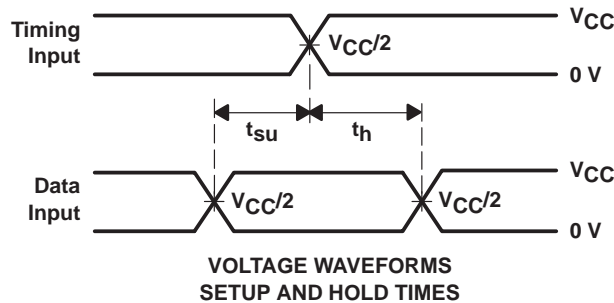 Timing
Input
VCC/2
VCC
0 V
tsu
th
Data
Input
VCC/2
VCC/2
VCC
0 V
VOLTAGE WAVEFORMS
SETUP AND HOLD TIMES